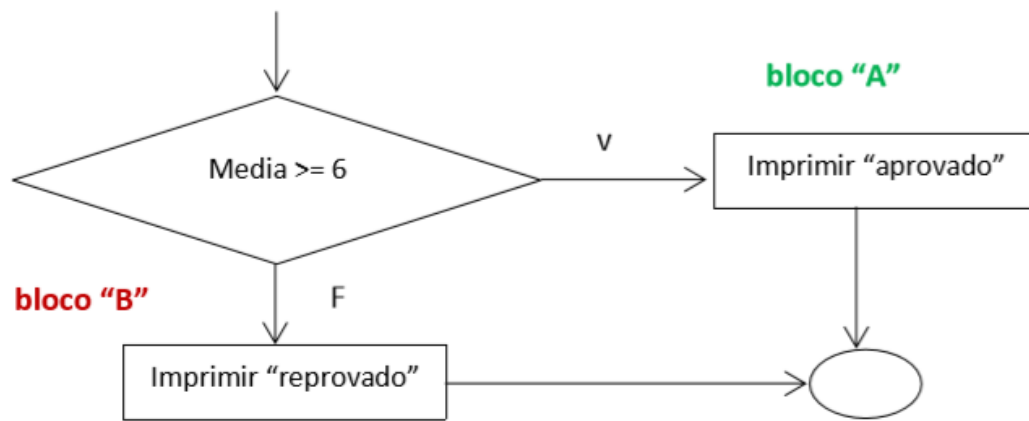 bloco “A”
v
Media >= 6
Imprimir “aprovado”
bloco “B”
F
Imprimir “reprovado”